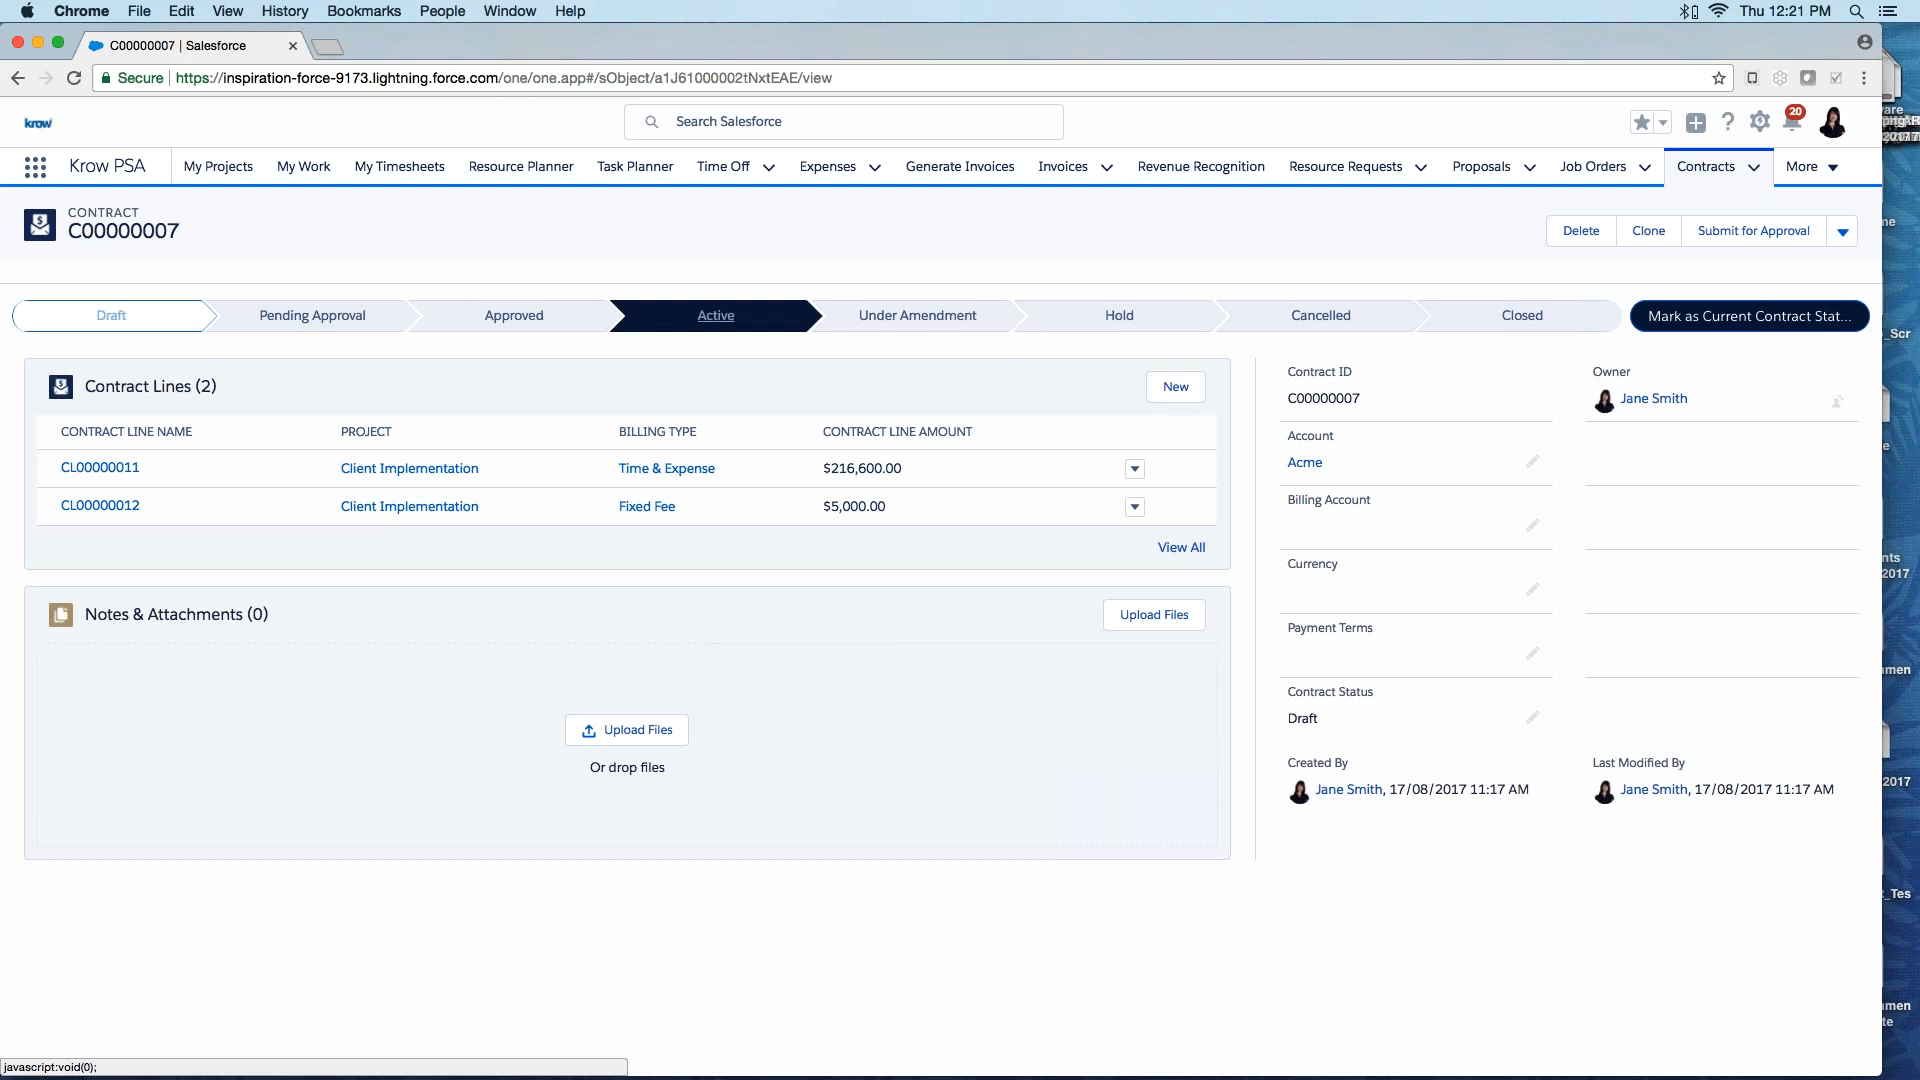 Chrome File Edit View History Bookmarks People Window Help Thu 12:21 PM
C00000007 | Salesforce
Secure https://inspiration-force-9173.lightning.force.com/one/one.app#/sObject/a1J61000002tNxtEAE/view
krow Search Salesforce 20
Krow PSA My Projects My Work My Timesheets Resource Planner Task Planner Time Off Expenses Generate Invoices Invoices Revenue Recognition Resource Requests Proposals Job Orders Contracts More
CONTRACT
C00000007
Delete Clone Submit for Approval
Draft Pending Approval Approved Active Under Amendment Hold Cancelled Closed Mark as Current Contract Stat...
Contract Lines (2) New
CONTRACT LINE NAME PROJECT BILLING TYPE CONTRACT LINE AMOUNT
CL00000011 Client Implementation Time & Expense $216,600.00
CL00000012 Client Implementation Fixed Fee $5,000.00
View All
Notes & Attachments (0) Upload Files
Upload Files
Or drop files
Contract ID Owner
C00000007 Jane Smith
Account
Acme
Billing Account
Currency
Payment Terms
Contract Status
Draft
Created By Last Modified By
Jane Smith, 17/08/2017 11:17 AM Jane Smith, 17/08/2017 11:17 AM
javascript:void(0);